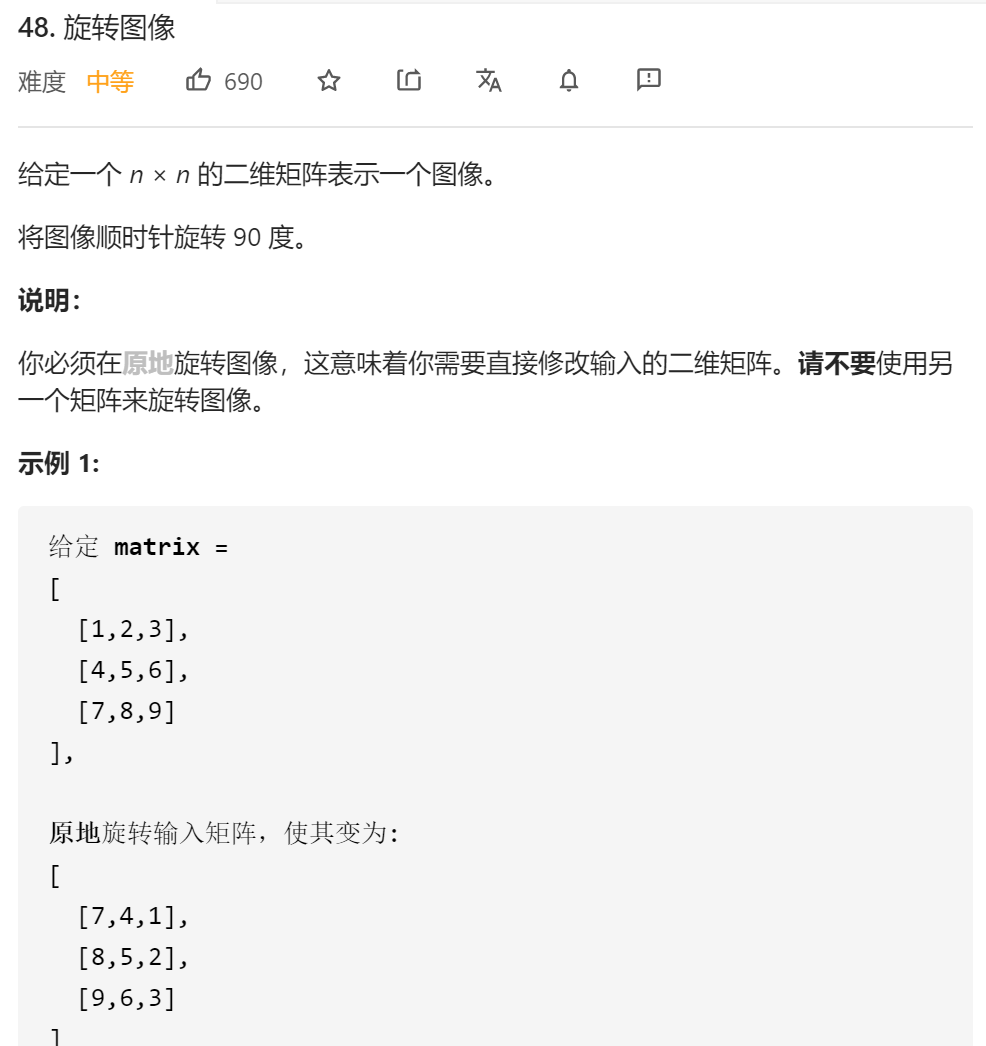 48. 旋转图像
难度 中等 690
给定一个 n × n 的二维矩阵表示一个图像。
将图像顺时针旋转 90 度。
说明：
你必须在原地旋转图像，这意味着你需要直接修改输入的二维矩阵。请不要使用另
一个矩阵来旋转图像。
示例 1:
给定 matrix =
[
[1,2,3],
[4,5,6],
[7,8,9]
],
原地旋转输入矩阵，使其变为:
[
[7,4,1],
[8,5,2],
[9,6,3]
]